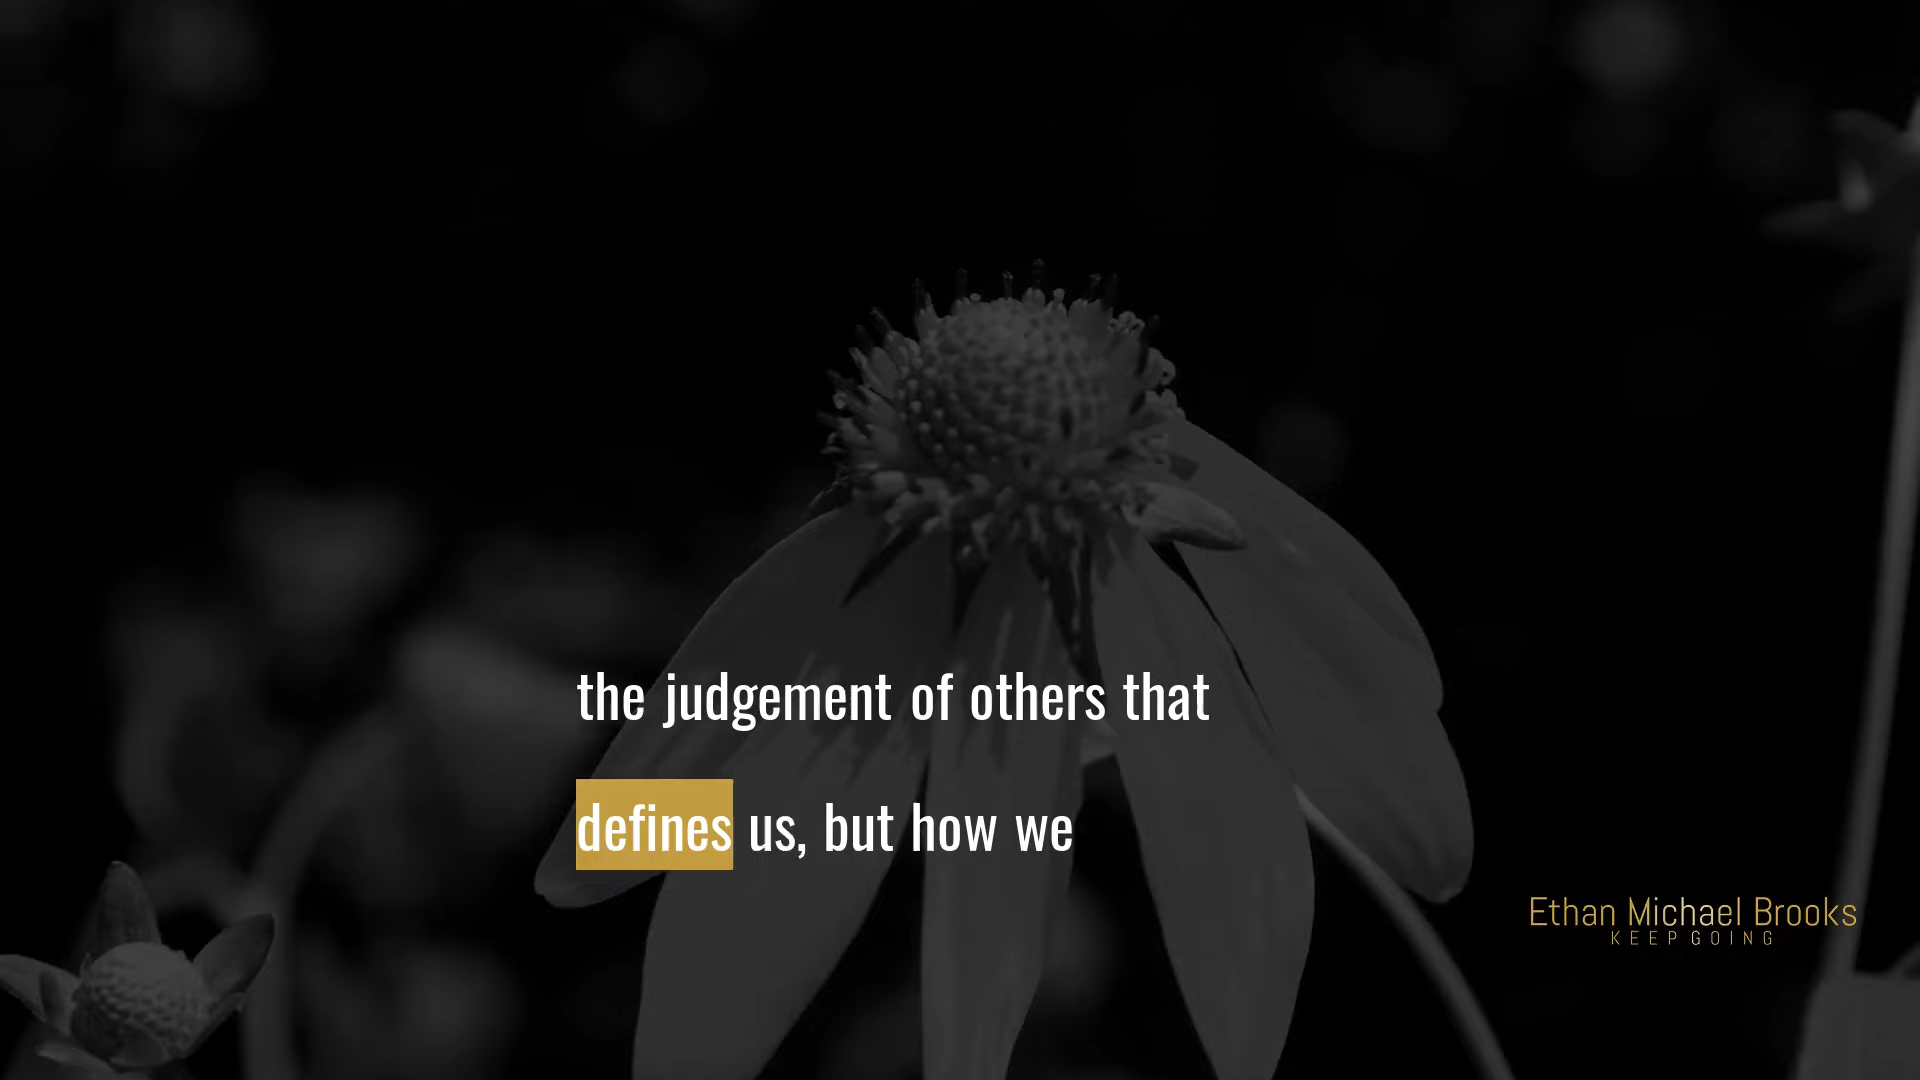 the judgement of others that
defines us, but how we
Ethan Michael Brooks
KEEP GOING